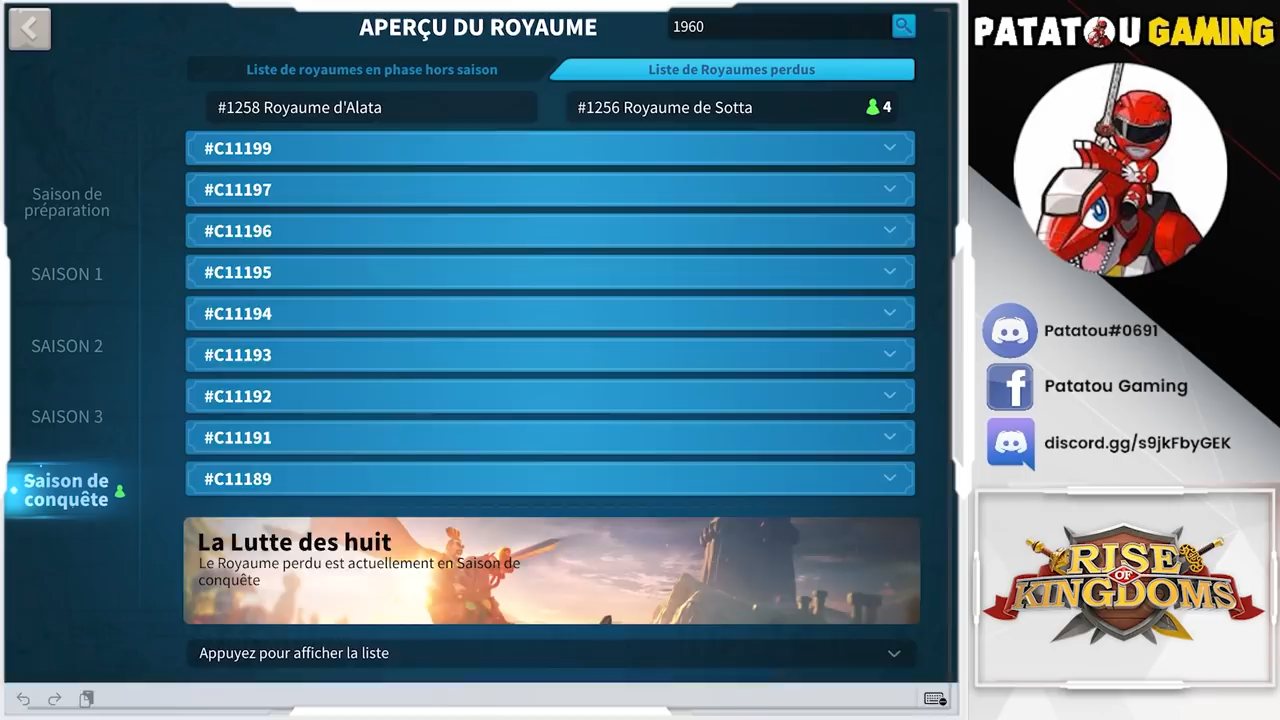 APERÇU DU ROYAUME
1960
Liste de royaumes en phase hors saison
Liste de Royaumes perdus
#1258 Royaume d'Alata
#1256 Royaume de Sotta
4
Saison de
préparation
SAISON 1
SAISON 2
SAISON 3
Saison de
conquête
#C11199
#C11197
#C11196
#C11195
#C11194
#C11193
#C11192
#C11191
#C11189
La Lutte des huit
Le Royaume perdu est actuellement en Saison de
conquête
Appuyez pour afficher la liste
PATATOU GAMING
Patatou#0691
Patatou Gaming
discord.gg/s9jkFbyGEK
RISE
OF
KINGDOMS